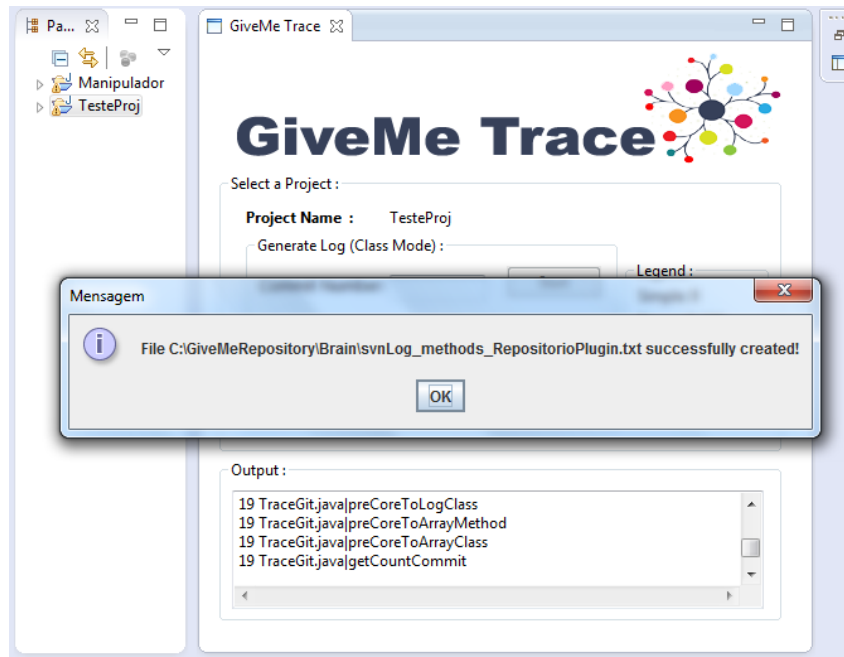 Pa...
GiveMe Trace
Manipulador
TesteProj
GiveMe Trace
Select a Project :
Project Name : TesteProj
Generate Log (Class Mode) :
Legend :
Mensagem
File C:\GiveMeRepository\Brain\svnLog_methods_RepositorioPlugin.txt successfully created!
OK
Output :
19 TraceGit.java|preCoreToLogClass
19 TraceGit.java|preCoreToArrayMethod
19 TraceGit.java|preCoreToArrayClass
19 TraceGit.java|getCountCommit